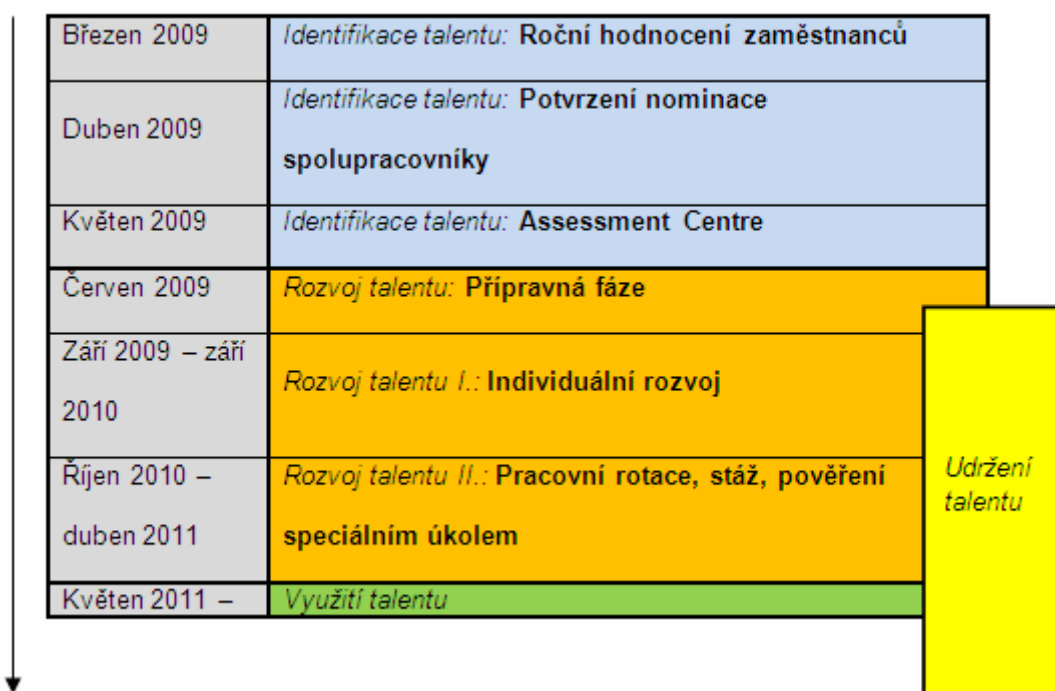 Březen 2009
Identifikace talentu: Roční hodnocení zaměstnanců
Duben 2009
Identifikace talentu: Potvrzení nominace
spolupracovníky
Květen 2009
Identifikace talentu: Assessment Centre
Červen 2009
Rozvoj talentu: Přípravná fáze
Září 2009 – září
2010
Rozvoj talentu I.: Individuální rozvoj
Říjen 2010 –
duben 2011
Rozvoj talentu II.: Pracovní rotace, stáž, pověření
speciálním úkolem
Květen 2011 –
Využití talentu
Udržení
talentu